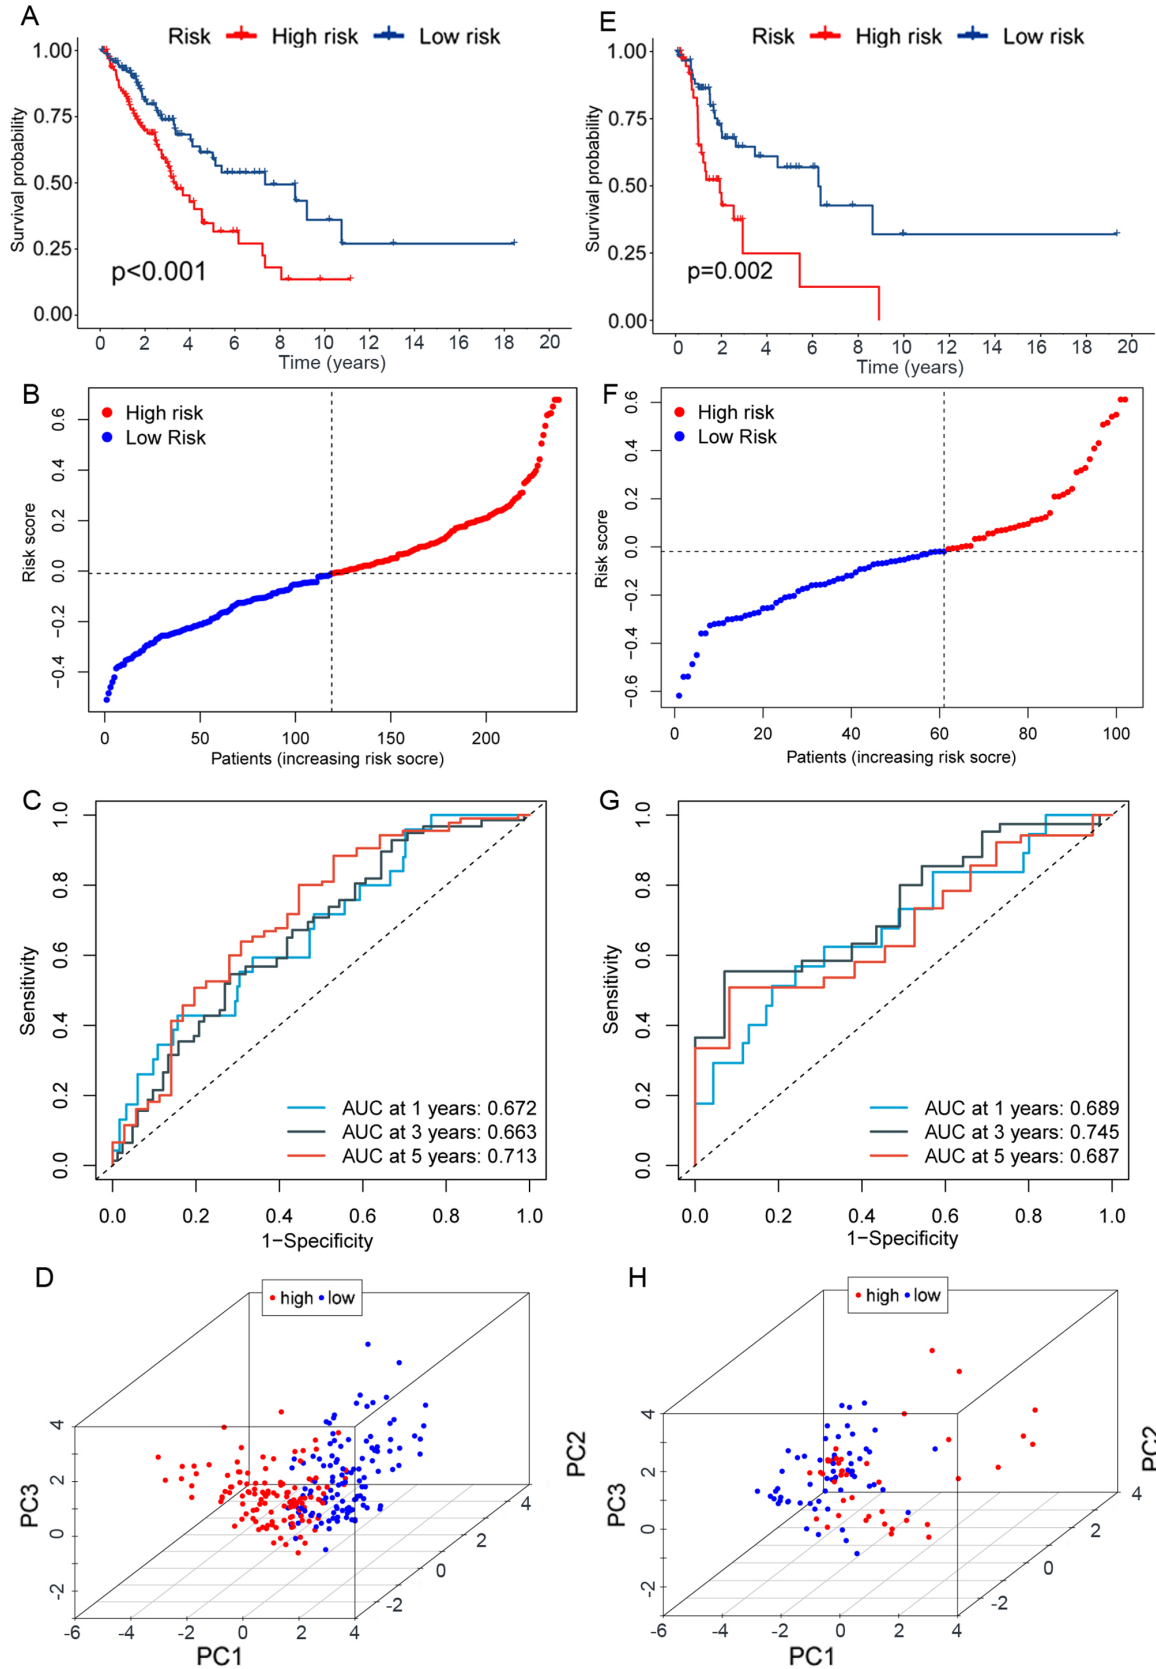 A
Risk High risk Low risk
Survival probability
1.00
0.75
0.50
0.25
0.00
p<0.001
0 2 4 6 8 10 12 14 16 18 20
Time (years)
E
Risk High risk Low risk
Survival probability
1.00
0.75
0.50
0.25
0.00
p=0.002
0 2 4 6 8 10 12 14 16 18 20
Time (years)
B
High risk
Low Risk
Risk score
0.6
0.4
0.2
0.0
−0.2
−0.4
0 50 100 150 200
Patients (increasing risk socre)
F
High risk
Low Risk
Risk score
0.6
0.4
0.2
0.0
−0.2
−0.4
−0.6
0 20 40 60 80 100
Patients (increasing risk socre)
C
Sensitivity
1.0
0.8
0.6
0.4
0.2
0.0
AUC at 1 years: 0.672
AUC at 3 years: 0.663
AUC at 5 years: 0.713
0.0 0.2 0.4 0.6 0.8 1.0
1−Specificity
G
Sensitivity
1.0
0.8
0.6
0.4
0.2
0.0
AUC at 1 years: 0.689
AUC at 3 years: 0.745
AUC at 5 years: 0.687
0.0 0.2 0.4 0.6 0.8 1.0
1−Specificity
D
high low
PC3
4
2
0
-2
-6 -4 -2 0 2 4
PC1
-2
0
2
4
PC2
H
high low
PC3
4
2
0
-2
-6 -4 -2 0 2 4
PC1
-2
0
2
4
PC2